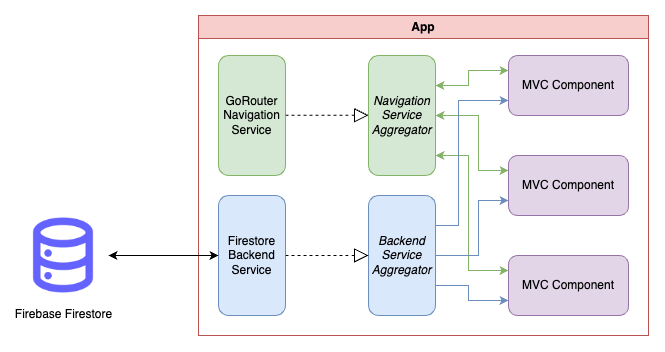 App
GoRouter
Navigation
Service
Navigation
Service
Aggregator
MVC Component
MVC Component
Firestore
Backend
Service
Backend
Service
Aggregator
MVC Component
Firebase Firestore